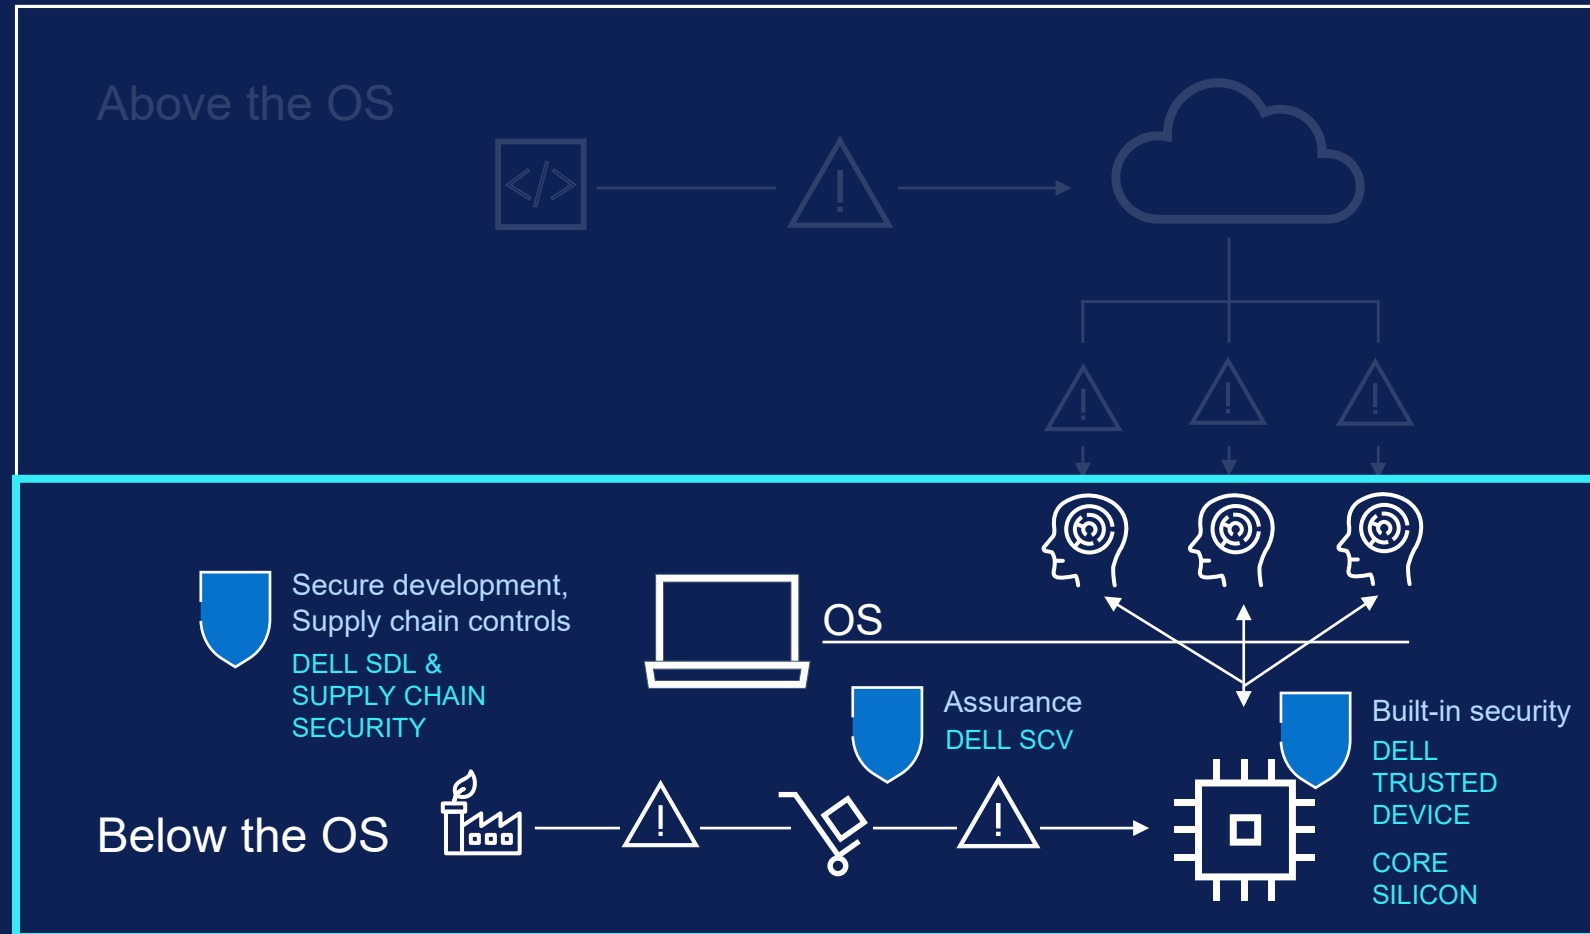 Above the OS
</>
Secure development,
Supply chain controls
DELL SDL &
SUPPLY CHAIN
SECURITY
OS
Assurance
DELL SCV
Built-in security
DELL
TRUSTED
DEVICE
CORE
SILICON
Below the OS